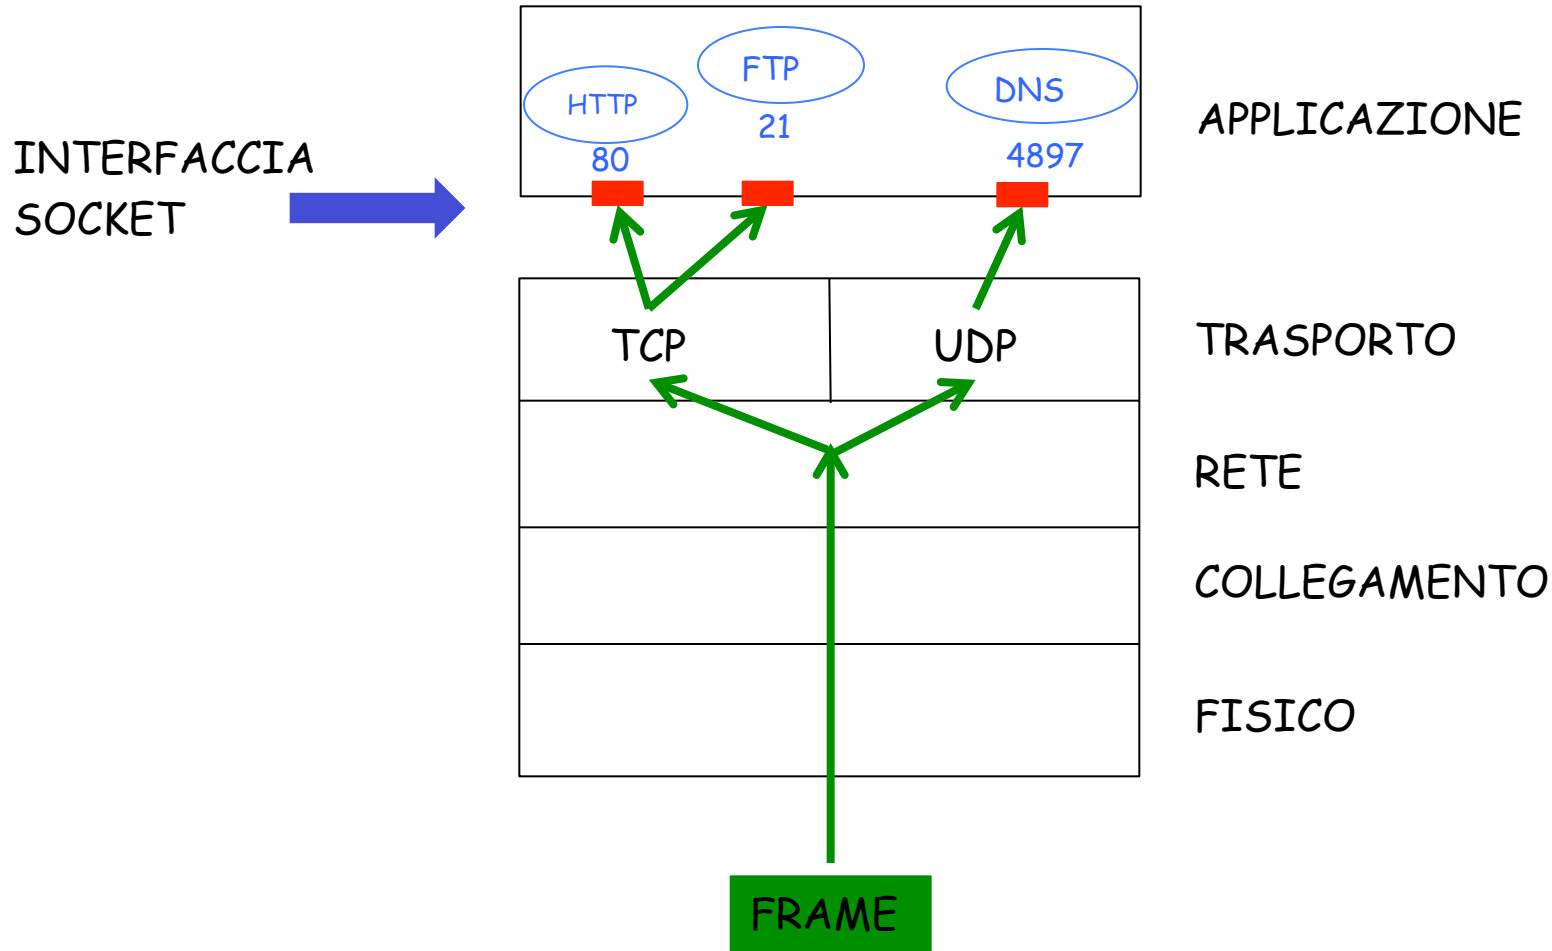 FTP
HTTP
DNS
21
80
4897
APPLICAZIONE
INTERFACCIA
SOCKET
TCP
UDP
TRASPORTO
RETE
COLLEGAMENTO
FISICO
FRAME